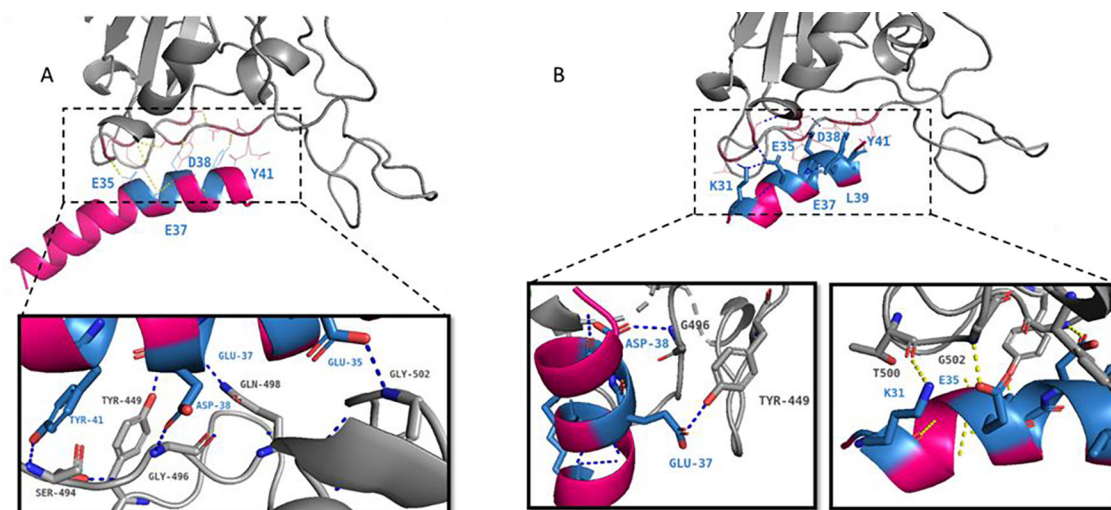 A
E35
D38
Y41
E37
TYR-41
TYR-449
GLU-37
ASP-38
GLN-498
GLU-35
GLY-502
SER-494
GLY-496
B
K31
E35
D38
Y41
E37
L39
ASP-38
G496
TYR-449
GLU-37
T500
G502
K31
E35